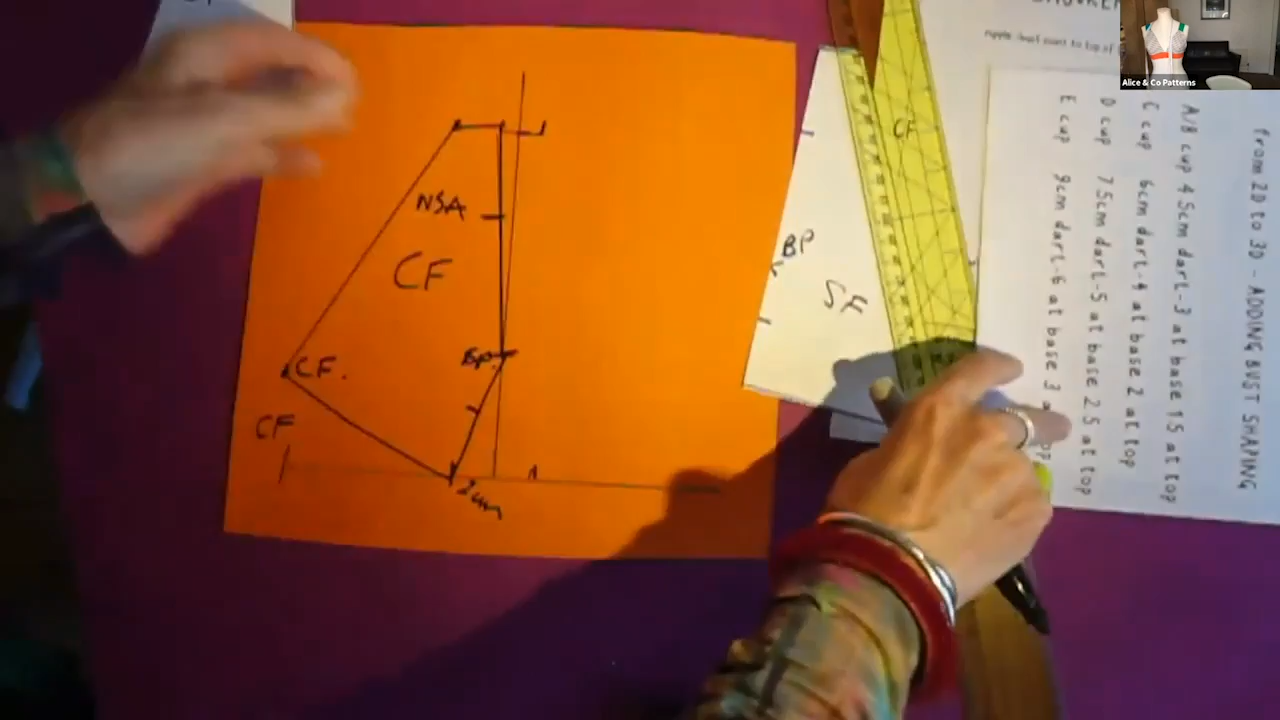 NSA
CF
BP.
CF.
CF
2cm
BP
SF
CF
from 2D to 3D - ADDING BUST SHAPING
A/B cup 4.5cm dart-3 at base 1.5 at top
C cup 6cm dart-4 at base 2 at top
D cup 7.5cm dart-5 at base 2.5 at top
E cup 9cm dart-6 at base 3
Alice & Co Patterns